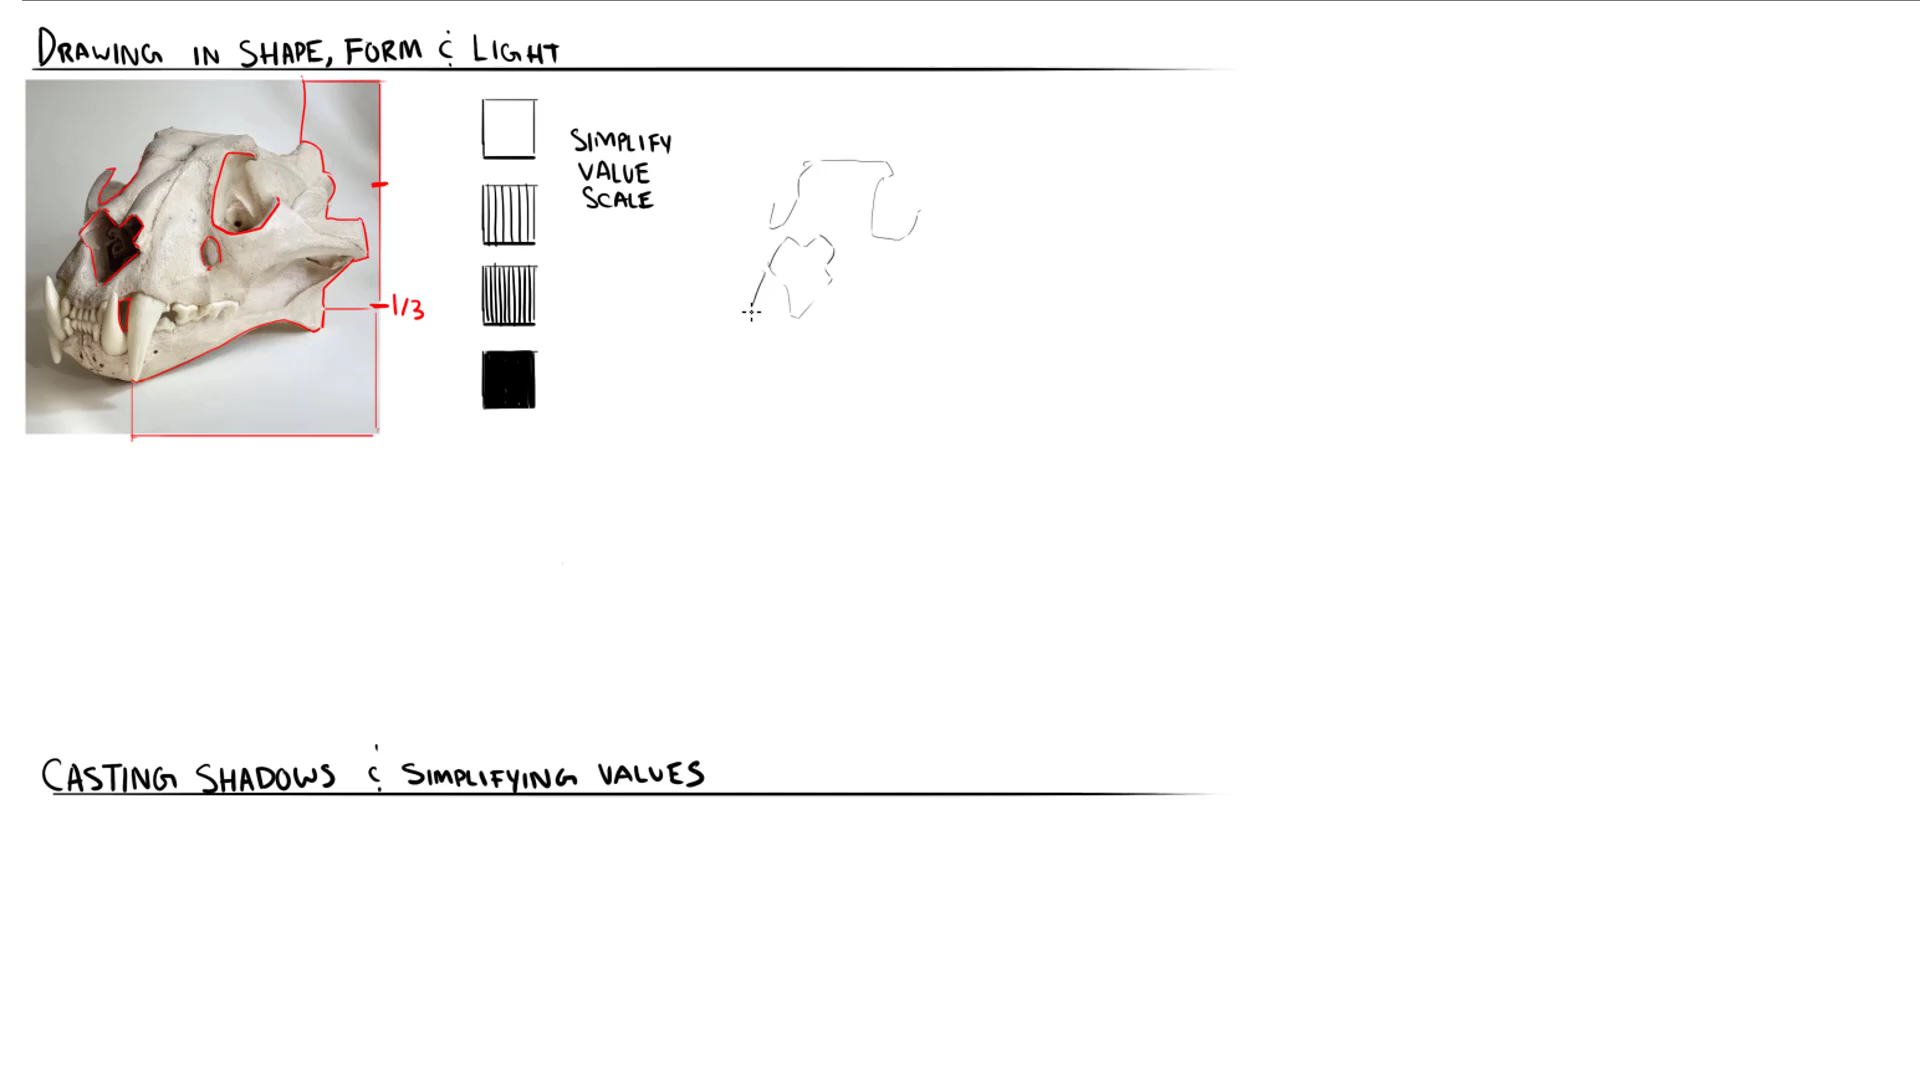 DRAWING IN SHAPE, FORM & LIGHT
SIMPLIFY
VALUE
SCALE
1/3
CASTING SHADOWS & SIMPLIFYING VALUES